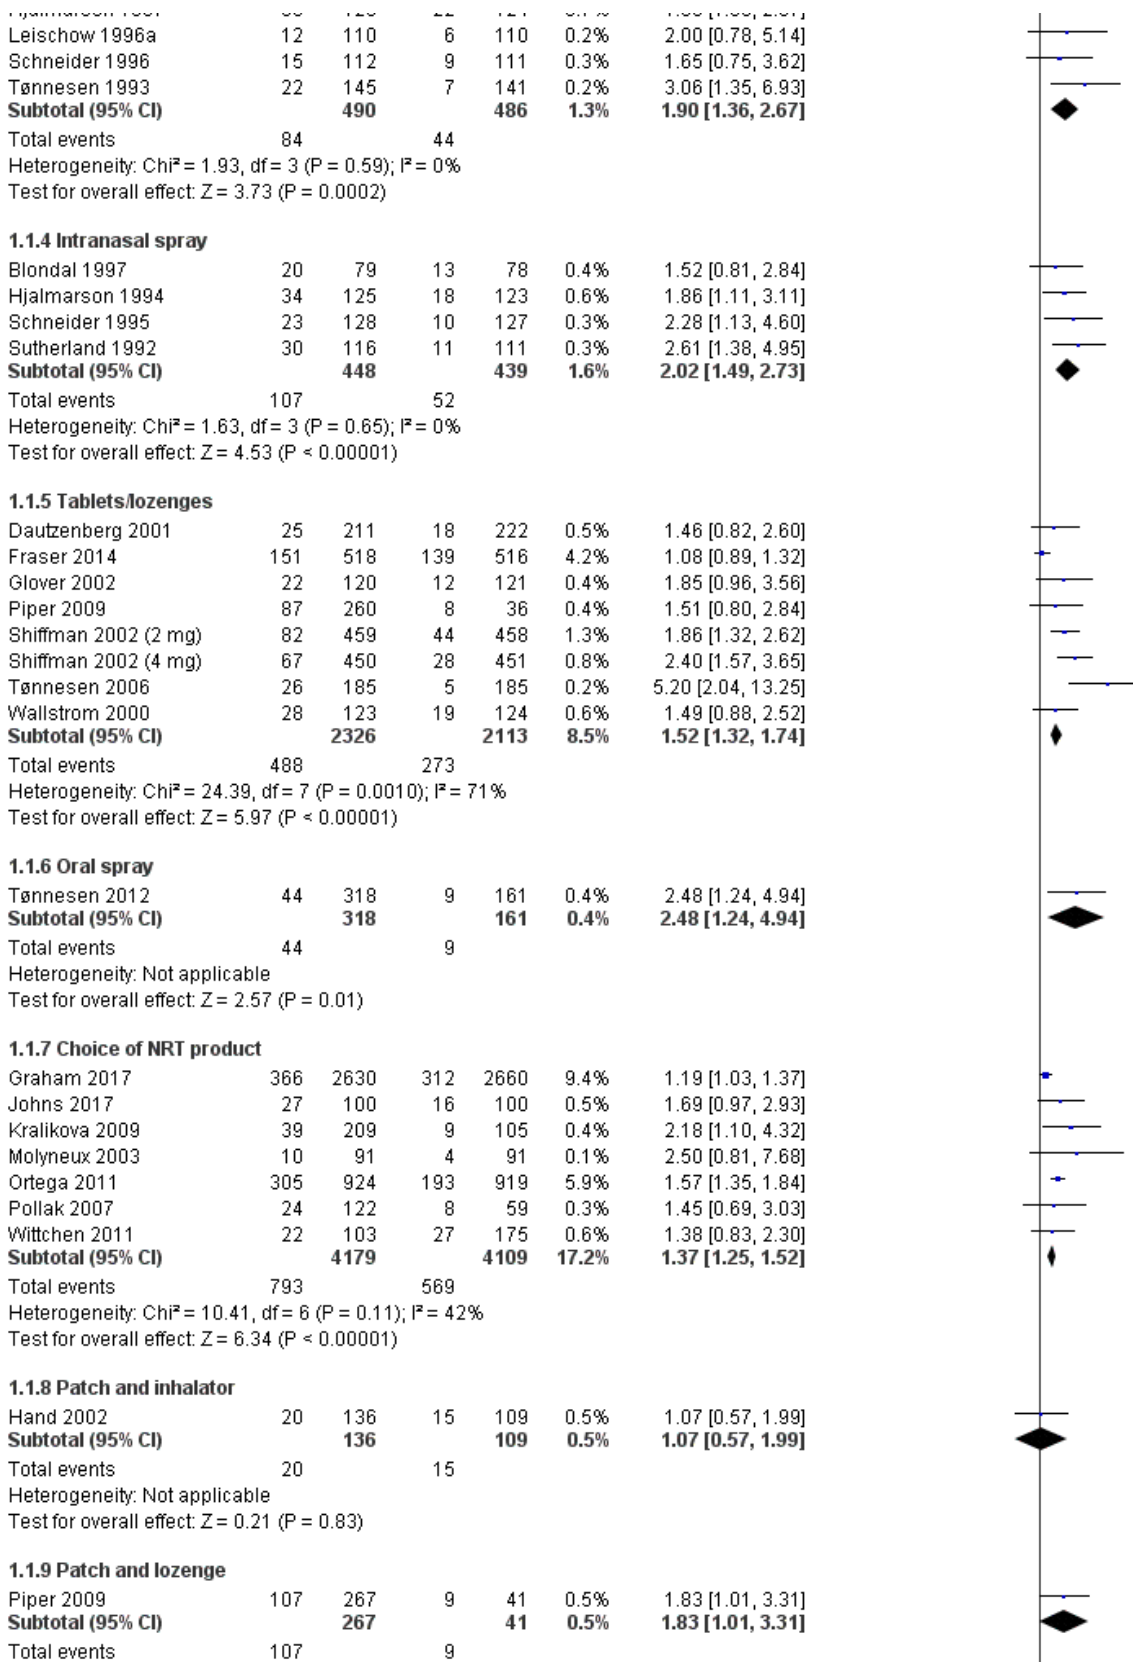 Leischow 1996a 12 110 6 110 0.2% 2.00 [0.78, 5.14]
Schneider 1996 15 112 9 111 0.3% 1.65 [0.75, 3.62]
Tønnesen 1993 22 145 7 141 0.2% 3.06 [1.35, 6.93]
Subtotal (95% CI) 490 486 1.3% 1.90 [1.36, 2.67]
Total events 84 44
Heterogeneity: Chi² = 1.93, df = 3 (P = 0.59); I² = 0%
Test for overall effect: Z = 3.73 (P = 0.0002)
1.1.4 Intranasal spray
Blondal 1997 20 79 13 78 0.4% 1.52 [0.81, 2.84]
Hjalmarson 1994 34 125 18 123 0.6% 1.86 [1.11, 3.11]
Schneider 1995 23 128 10 127 0.3% 2.28 [1.13, 4.60]
Sutherland 1992 30 116 11 111 0.3% 2.61 [1.38, 4.95]
Subtotal (95% CI) 448 439 1.6% 2.02 [1.49, 2.73]
Total events 107 52
Heterogeneity: Chi² = 1.63, df = 3 (P = 0.65); I² = 0%
Test for overall effect: Z = 4.53 (P < 0.00001)
1.1.5 Tablets/lozenges
Dautzenberg 2001 25 211 18 222 0.5% 1.46 [0.82, 2.60]
Fraser 2014 151 518 139 516 4.2% 1.08 [0.89, 1.32]
Glover 2002 22 120 12 121 0.4% 1.85 [0.96, 3.56]
Piper 2009 87 260 8 36 0.4% 1.51 [0.80, 2.84]
Shiffman 2002 (2 mg) 82 459 44 458 1.3% 1.86 [1.32, 2.62]
Shiffman 2002 (4 mg) 67 450 28 451 0.8% 2.40 [1.57, 3.65]
Tønnesen 2006 26 185 5 185 0.2% 5.20 [2.04, 13.25]
Wallstrom 2000 28 123 19 124 0.6% 1.49 [0.88, 2.52]
Subtotal (95% CI) 2326 2113 8.5% 1.52 [1.32, 1.74]
Total events 488 273
Heterogeneity: Chi² = 24.39, df = 7 (P = 0.0010); I² = 71%
Test for overall effect: Z = 5.97 (P < 0.00001)
1.1.6 Oral spray
Tønnesen 2012 44 318 9 161 0.4% 2.48 [1.24, 4.94]
Subtotal (95% CI) 318 161 0.4% 2.48 [1.24, 4.94]
Total events 44 9
Heterogeneity: Not applicable
Test for overall effect: Z = 2.57 (P = 0.01)
1.1.7 Choice of NRT product
Graham 2017 366 2630 312 2660 9.4% 1.19 [1.03, 1.37]
Johns 2017 27 100 16 100 0.5% 1.69 [0.97, 2.93]
Kralikova 2009 39 209 9 105 0.4% 2.18 [1.10, 4.32]
Molyneux 2003 10 91 4 91 0.1% 2.50 [0.81, 7.68]
Ortega 2011 305 924 193 919 5.9% 1.57 [1.35, 1.84]
Pollak 2007 24 122 8 59 0.3% 1.45 [0.69, 3.03]
Wittchen 2011 22 103 27 175 0.6% 1.38 [0.83, 2.30]
Subtotal (95% CI) 4179 4109 17.2% 1.37 [1.25, 1.52]
Total events 793 569
Heterogeneity: Chi² = 10.41, df = 6 (P = 0.11); I² = 42%
Test for overall effect: Z = 6.34 (P < 0.00001)
1.1.8 Patch and inhalator
Hand 2002 20 136 15 109 0.5% 1.07 [0.57, 1.99]
Subtotal (95% CI) 136 109 0.5% 1.07 [0.57, 1.99]
Total events 20 15
Heterogeneity: Not applicable
Test for overall effect: Z = 0.21 (P = 0.83)
1.1.9 Patch and lozenge
Piper 2009 107 267 9 41 0.5% 1.83 [1.01, 3.31]
Subtotal (95% CI) 267 41 0.5% 1.83 [1.01, 3.31]
Total events 107 9